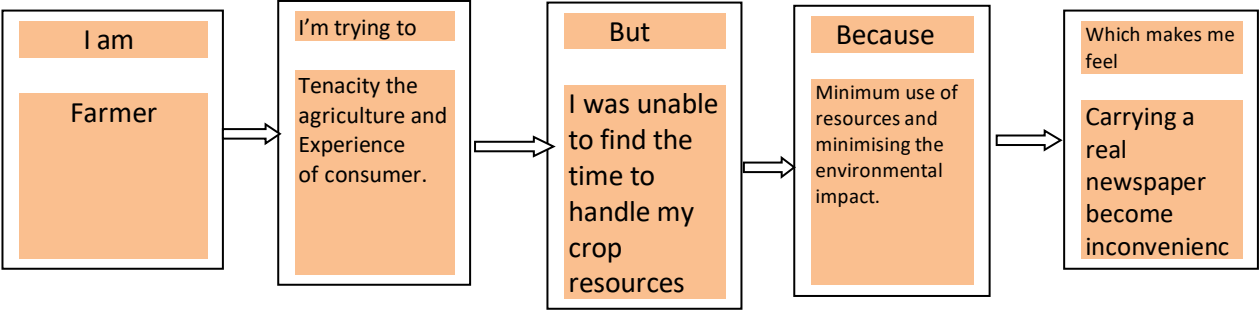 I am
Farmer
I'm trying to
Tenacity the
agriculture and
Experience
of consumer.
But
I was unable
to find the
time to
handle my
crop
resources
Because
Minimum use of
resources and
minimising the
environmental
impact.
Which makes me
feel
Carrying a
real
newspaper
become
inconvenienc